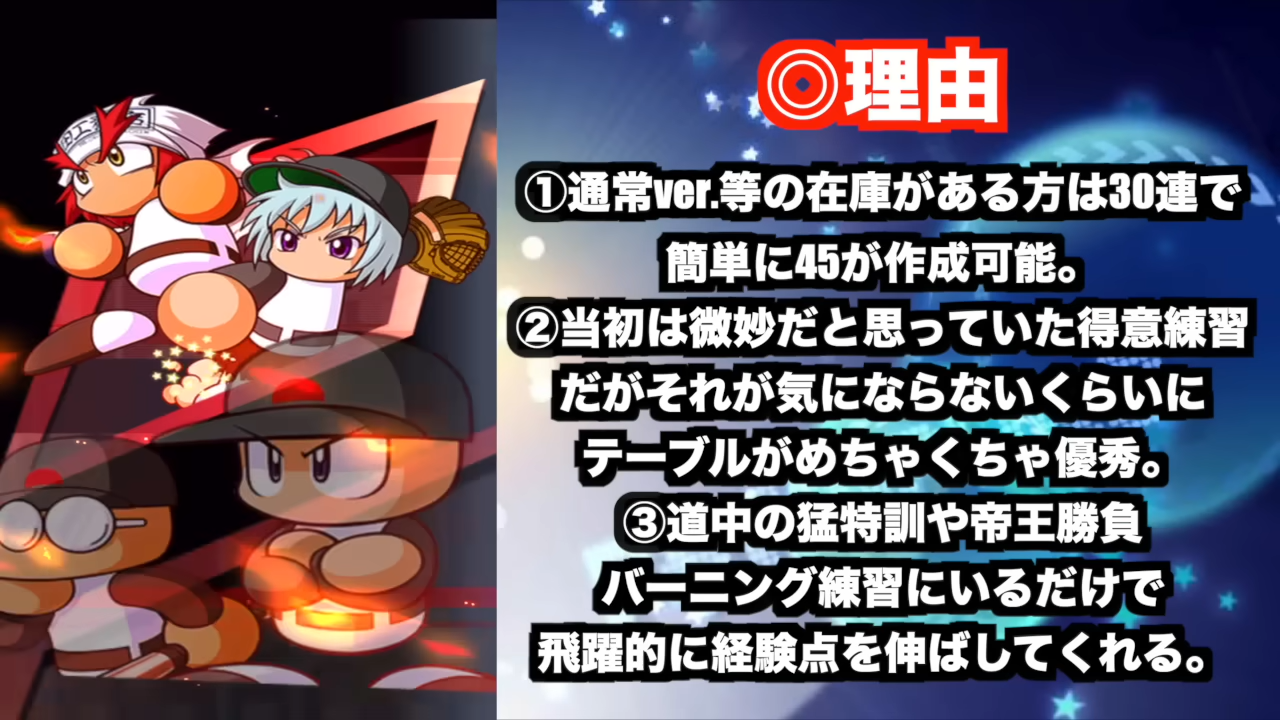 ◎理由
①通常ver.等の在庫がある方は30連で
簡単に45が作成可能。
②当初は微妙だと思っていた得意練習
だがそれが気にならないくらいに
テーブルがめちゃくちゃ優秀。
③道中の猛特訓や帝王勝負
バーニング練習にいるだけで
飛躍的に経験点を伸ばしてくれる。